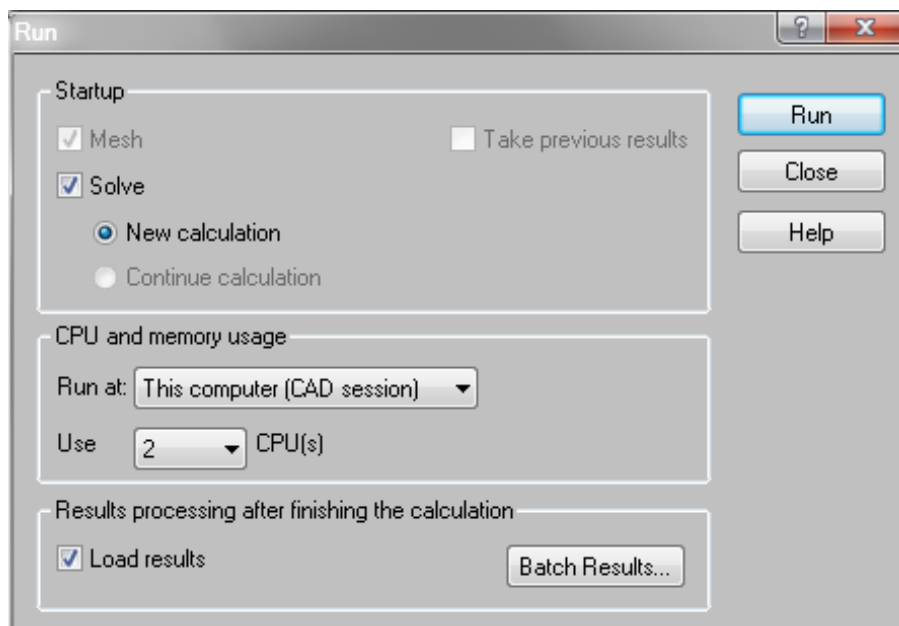 Run
Startup
Mesh
Take previous results
Solve
New calculation
Continue calculation
Run
Close
Help
CPU and memory usage
Run at: This computer (CAD session)
Use 2 CPU(s)
Results processing after finishing the calculation
Load results
Batch Results...